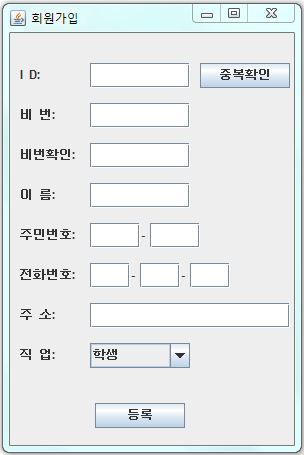 회원가입
I D:
중복확인
비 번:
비번확인:
이 름:
주민번호:
-
전화번호:
- -
주 소:
직 업:
학생
등록